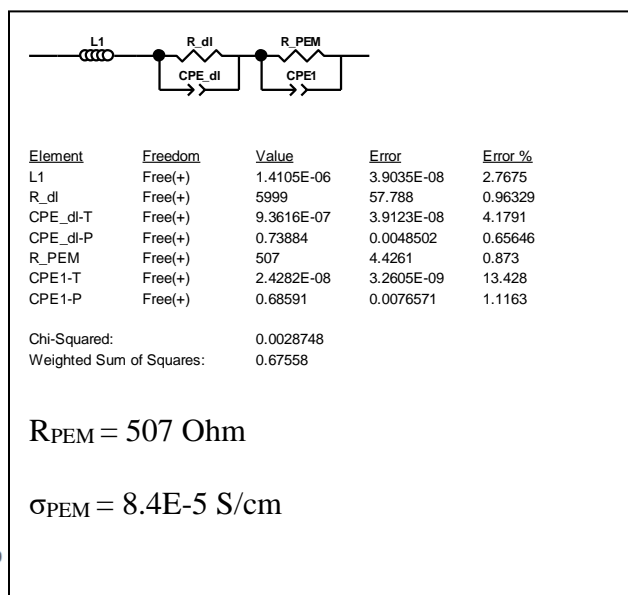 L1 R_dl R_PEM
CPE_dl CPE1
Element Freedom Value Error Error %
L1 Free(+) 1.4105E-06 3.9035E-08 2.7675
R_dl Free(+) 5999 57.788 0.96329
CPE_dl-T Free(+) 9.3616E-07 3.9123E-08 4.1791
CPE_dl-P Free(+) 0.73884 0.0048502 0.65646
R_PEM Free(+) 507 4.4261 0.873
CPE1-T Free(+) 2.4282E-08 3.2605E-09 13.428
CPE1-P Free(+) 0.68591 0.0076571 1.1163
Chi-Squared: 0.0028748
Weighted Sum of Squares: 0.67558
RPEM = 507 Ohm
σPEM = 8.4E-5 S/cm